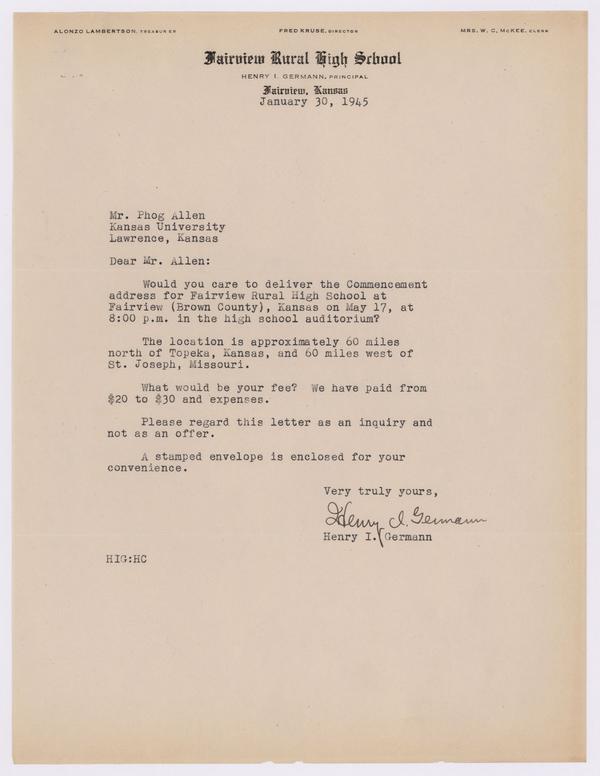 ALONZO LAMBERTSON, TREASURER FRED KRUSE, DIRECTOR MRS. W. C. McKEE, CLERK
Fairview Rural High School
HENRY I. GERMANN, PRINCIPAL
Fairview, Kansas
January 30, 1945
Mr. Phog Allen
Kansas University
Lawrence, Kansas
Dear Mr. Allen:
Would you care to deliver the Commencement
address for Fairview Rural High School at
Fairview (Brown County), Kansas on May 17, at
8:00 p.m. in the high school auditorium?
The location is approximately 60 miles
north of Topeka, Kansas, and 60 miles west of
St. Joseph, Missouri.
What would be your fee? We have paid from
$20 to $30 and expenses.
Please regard this letter as an inquiry and
not as an offer.
A stamped envelope is enclosed for your
convenience.
Very truly yours,
Henry I. Germann
Henry I. Germann
HIG:HC